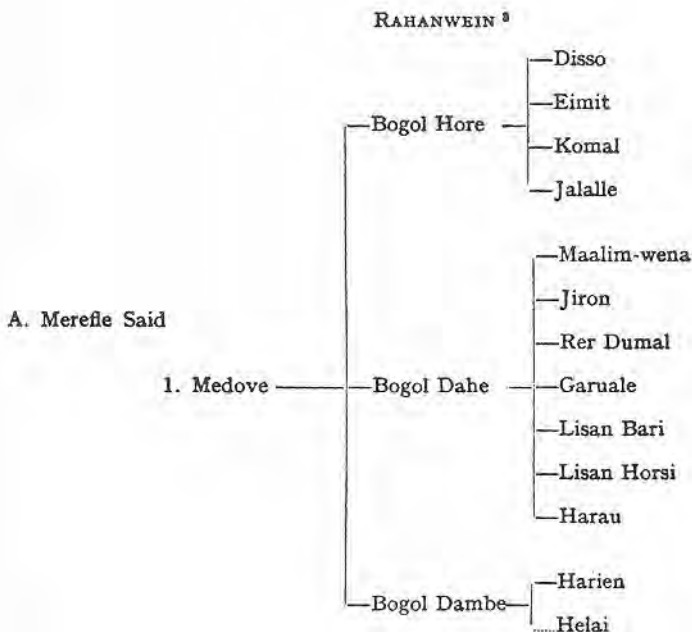 RAHANWEIN 3
Disso
Eimit
Bogol Hore
Komal
Jalalle
Maalim-wena
Jiron
A. Merefle Said
Rer Dumal
1. Medove
Bogol Dahe
Garuale
Lisan Bari
Lisan Horsi
Harau
Harien
Bogol Dambe
Helai